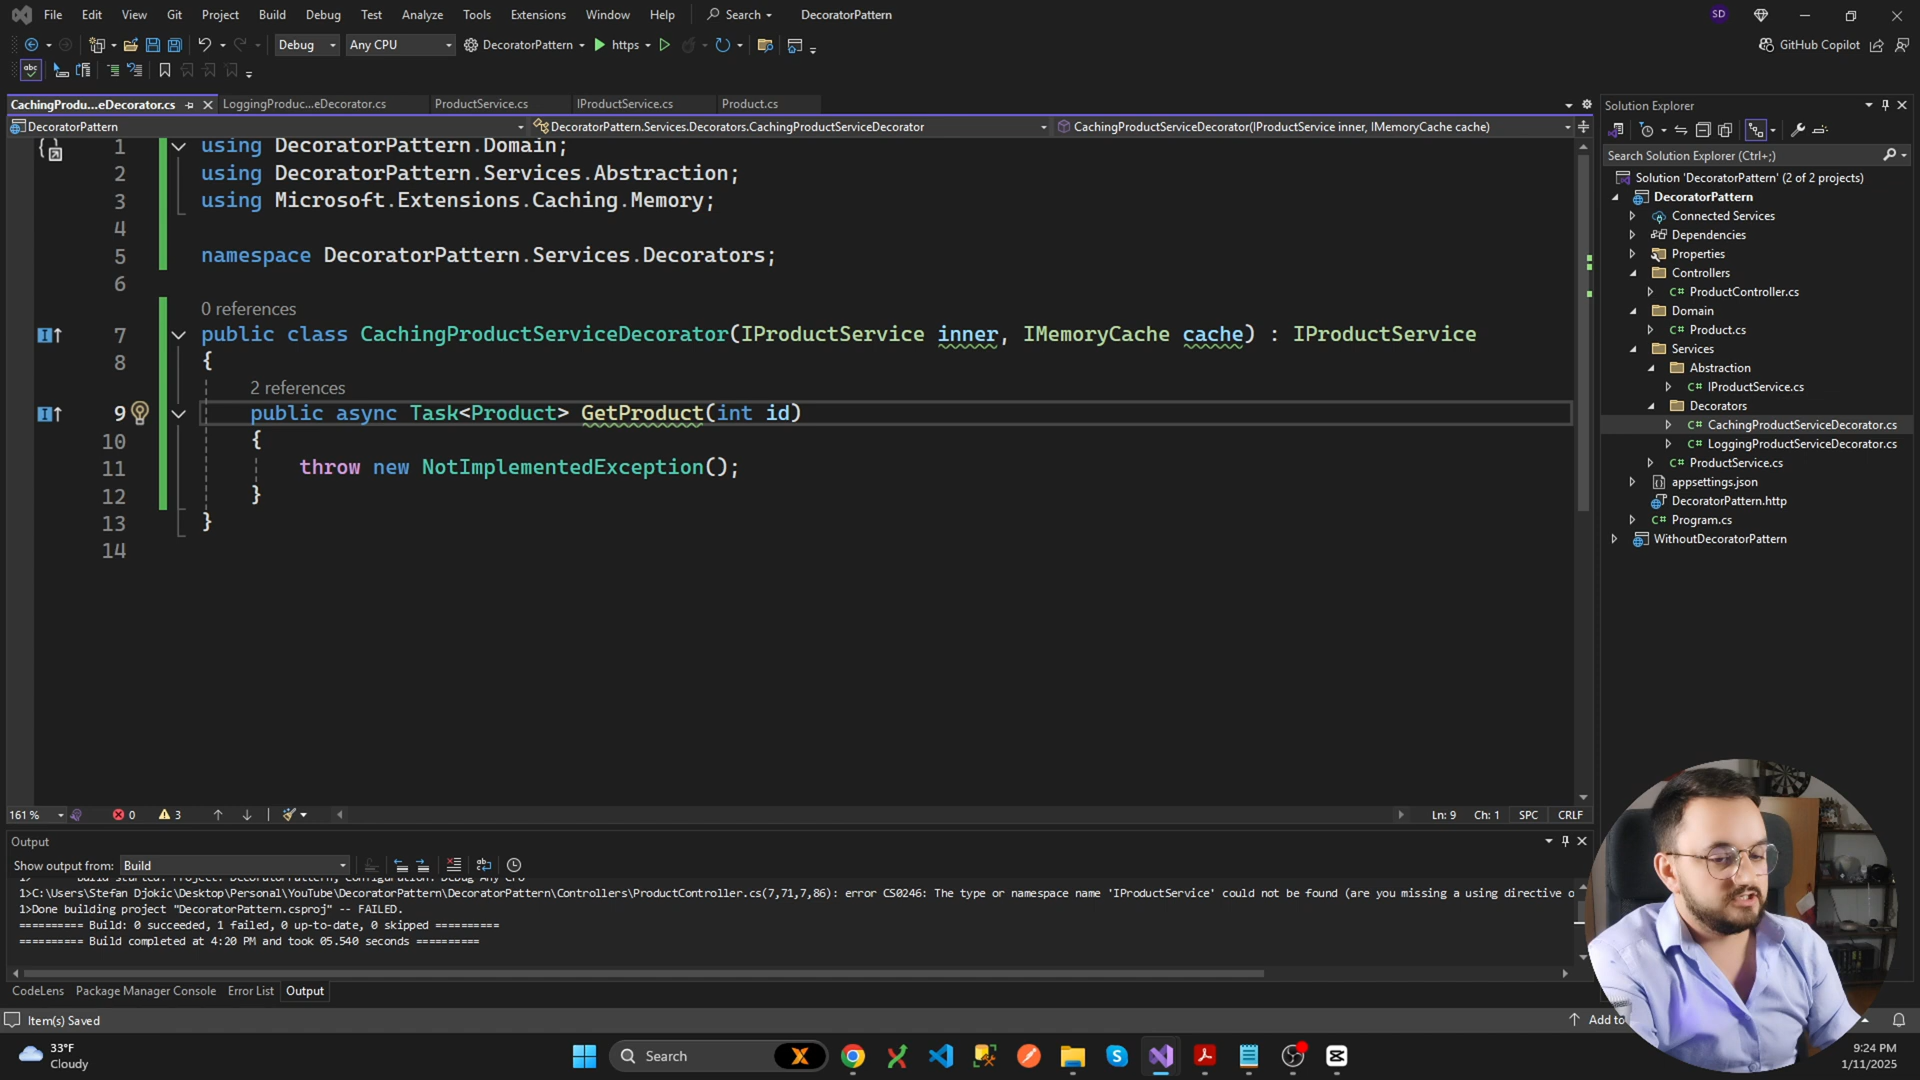 File Edit View Git Project Build Debug Test Analyze Tools Extensions Window Help Search DecoratorPattern SD
Debug Any CPU DecoratorPattern https GitHub Copilot
CachingProdu...eDecorator.cs LoggingProduc...eDecorator.cs ProductService.cs IProductService.cs Product.cs
DecoratorPattern DecoratorPattern.Services.Decorators.CachingProductServiceDecorator CachingProductServiceDecorator(IProductService inner, IMemoryCache cache)
1 using DecoratorPattern.Domain;
2 using DecoratorPattern.Services.Abstraction;
3 using Microsoft.Extensions.Caching.Memory;
4
5 namespace DecoratorPattern.Services.Decorators;
6
0 references
7 public class CachingProductServiceDecorator(IProductService inner, IMemoryCache cache) : IProductService
8 {
2 references
9 public async Task<Product> GetProduct(int id)
10 {
11 throw new NotImplementedException();
12 }
13 }
14
161 % 0 3 Ln: 9 Ch: 1 SPC CRLF
Output
Show output from: Build
1>C:\Users\Stefan Djokic\Desktop\Personal\YouTube\DecoratorPattern\DecoratorPattern\Controllers\ProductController.cs(7,71,7,86): error CS0246: The type or namespace name 'IProductService' could not be found (are you missing a using directive o
1>Done building project "DecoratorPattern.csproj" -- FAILED.
========== Build: 0 succeeded, 1 failed, 0 up-to-date, 0 skipped ==========
========== Build completed at 4:20 PM and took 05.540 seconds ==========
CodeLens Package Manager Console Error List Output
Item(s) Saved
Add to
Solution Explorer
Search Solution Explorer (Ctrl+;)
Solution 'DecoratorPattern' (2 of 2 projects)
DecoratorPattern
Connected Services
Dependencies
Properties
Controllers
C# ProductController.cs
Domain
C# Product.cs
Services
Abstraction
C# IProductService.cs
Decorators
C# CachingProductServiceDecorator.cs
C# LoggingProductServiceDecorator.cs
C# ProductService.cs
appsettings.json
DecoratorPattern.http
C# Program.cs
WithoutDecoratorPattern
33°F
Cloudy
Search
9:24 PM
1/11/2025